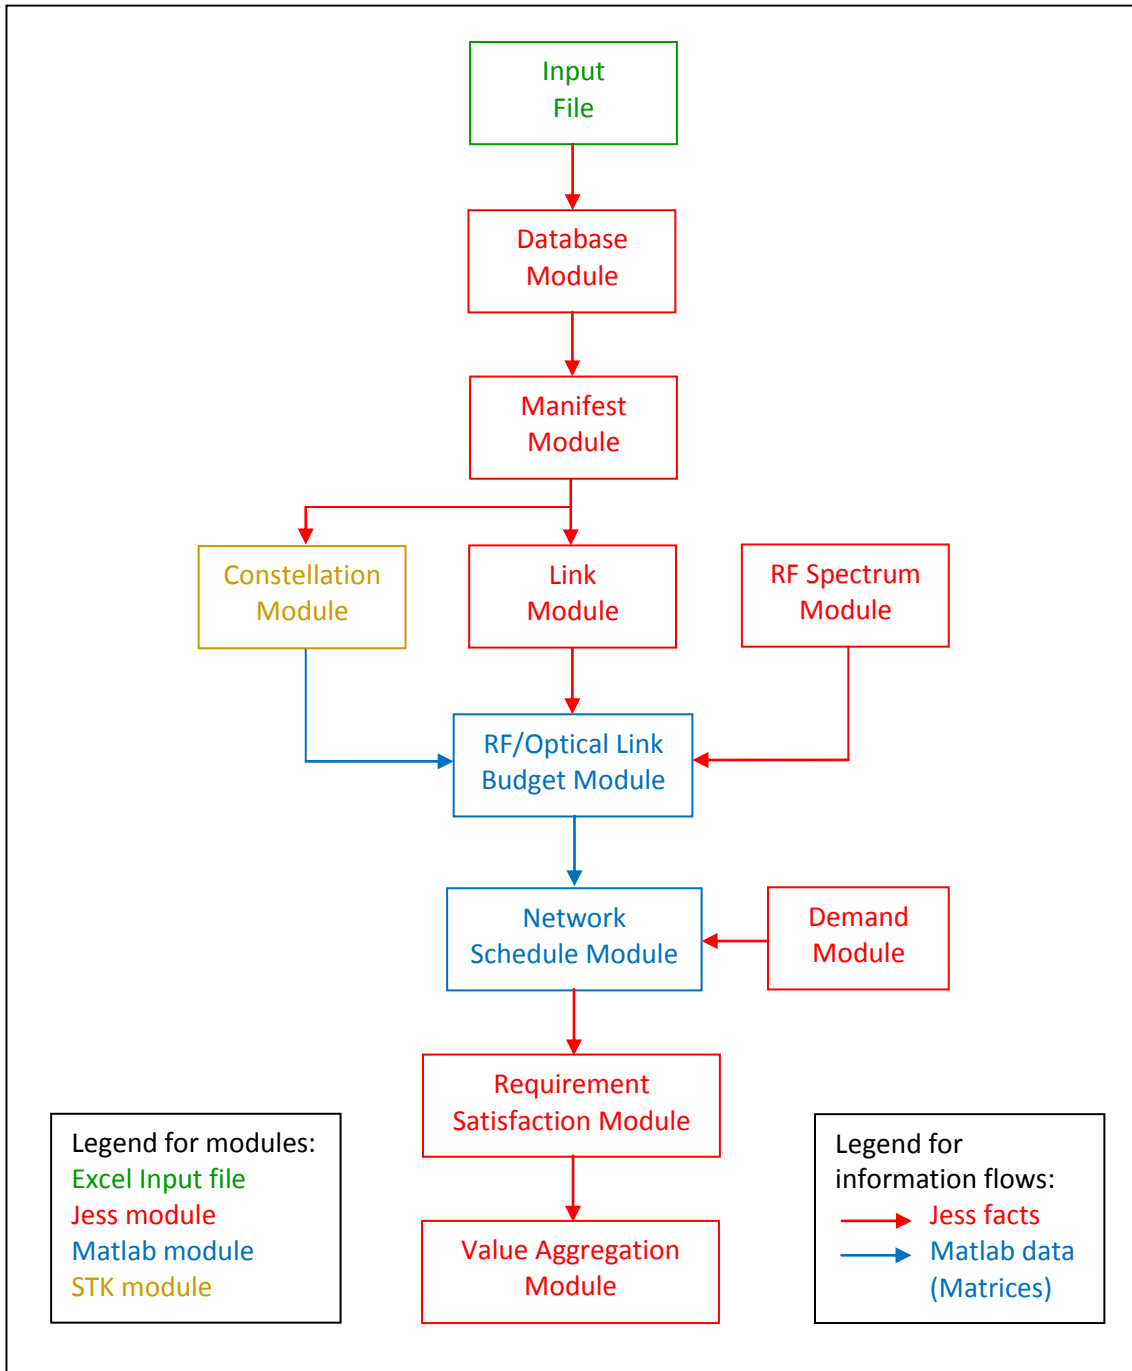 Input
File
Database
Module
Manifest
Module
Constellation
Module
Link
Module
RF Spectrum
Module
RF/Optical Link
Budget Module
Network
Schedule Module
Demand
Module
Requirement
Satisfaction Module
Value Aggregation
Module
Legend for modules:
Excel Input file
Jess module
Matlab module
STK module
Legend for
information flows:
Jess facts
Matlab data
(Matrices)